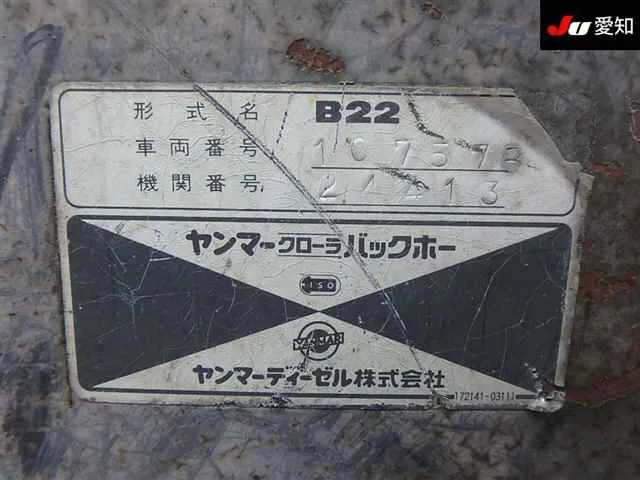 Ju 愛知
形式名 B22
車両番号 10757B
機関番号 21413
ヤンマークローラバックホー
ISO
YANMAR
ヤンマーディーゼル株式会社
172141-03111